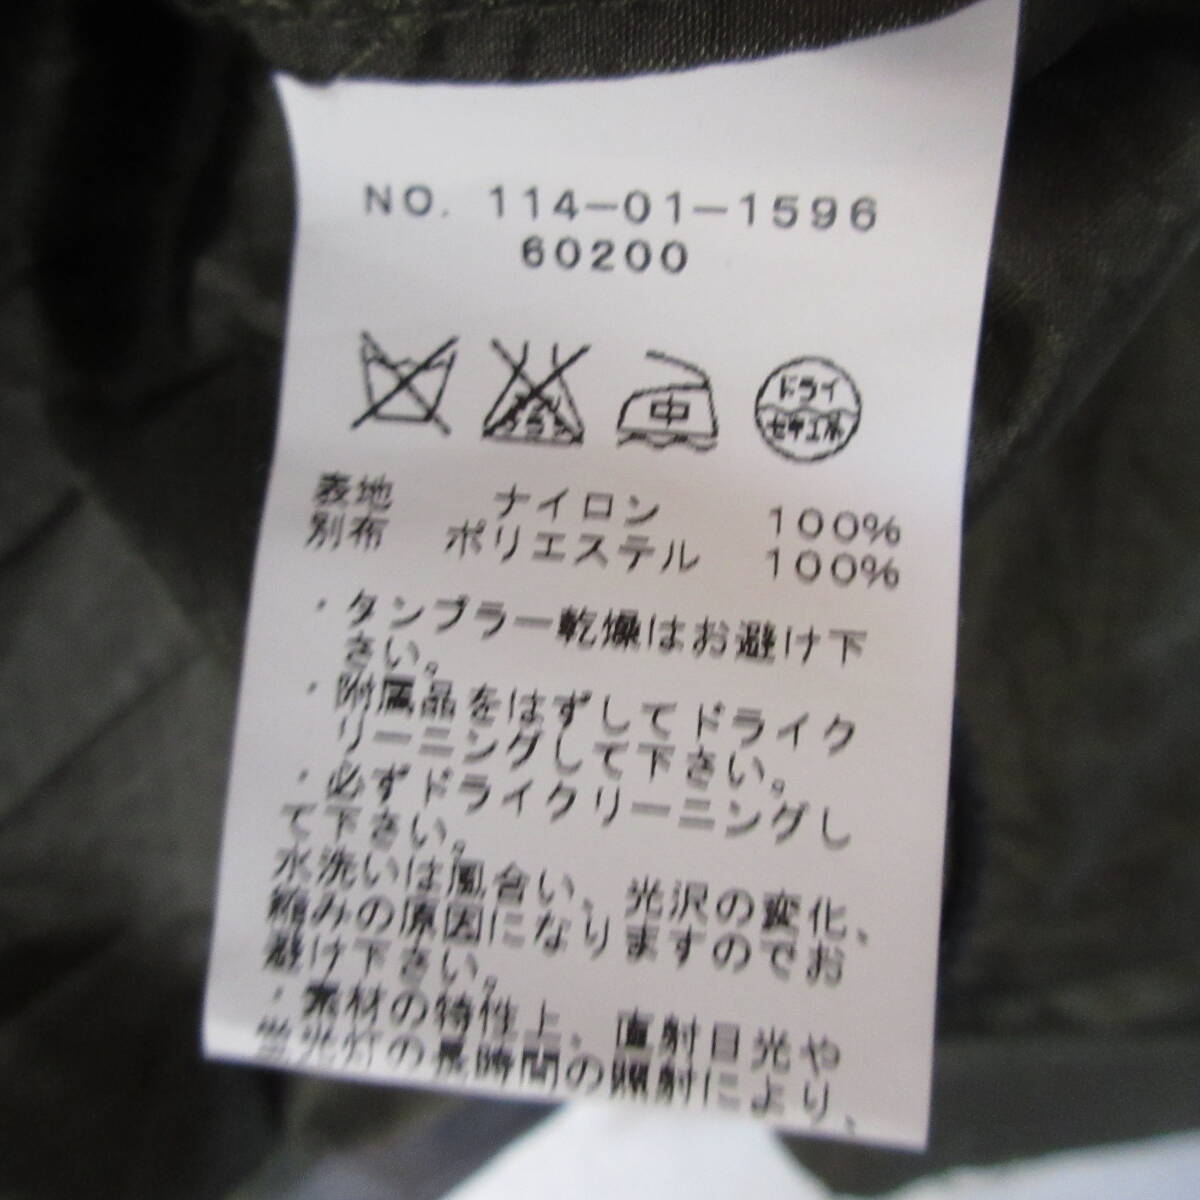 NO. 114-01-1596
60200
中
ドライ
セキユ系
表地 ナイロン 100%
別布 ポリエステル 100%
・タンブラー乾燥はお避け下
さい。
・附属品をはずしてドライク
リーニングして下さい。
・必ずドライクリーニングし
て下さい。
水洗いは風合い、光沢の変化、
縮みの原因になりますのでお
避け下さい。
・素材の特性上、直射日光や
蛍光灯の長時間の照射により、